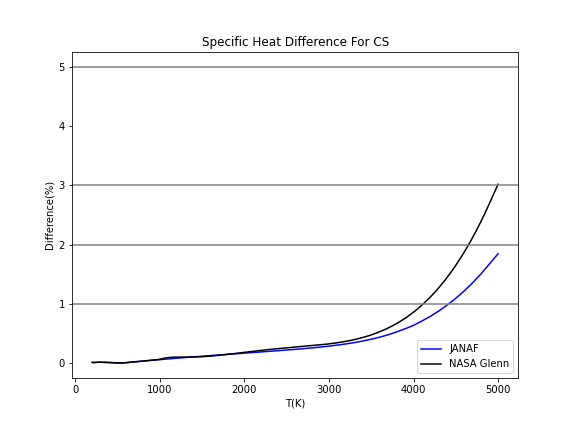 Specific Heat Difference For CS
Difference(%)
5
4
3
2
1
0
0 1000 2000 3000 4000 5000
T(K)
JANAF
NASA Glenn